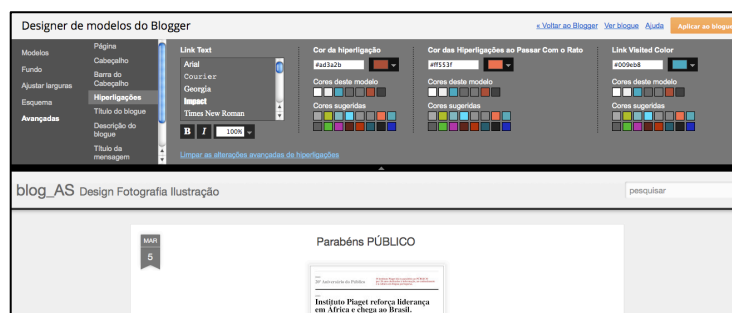 Designer de modelos do Blogger
« Voltar ao Blogger Ver blogue Ajuda Aplicar ao blogue
Modelos
Fundo
Ajustar larguras
Esquema
Avançadas
Página
Cabeçalho
Barra do
Cabeçalho
Hiperligações
Título do blogue
Descrição do
blogue
Título da
mensagem
Link Text
Arial
Courier
Georgia
Impact
Times New Roman
B I 100%
Limpar as alterações avançadas de hiperligações
Cor da hiperligação
#ad3a2b
Cores deste modelo
Cores sugeridas
Cor das Hiperligações ao Passar Com o Rato
#ff553f
Cores deste modelo
Cores sugeridas
Link Visited Color
#009eb8
Cores deste modelo
Cores sugeridas
blog_AS Design Fotografia Ilustração
pesquisar
MAR
5
Parabéns PÚBLICO
20º Aniversário do Público
Instituto Piaget reforça liderança
em África e chega ao Brasil.